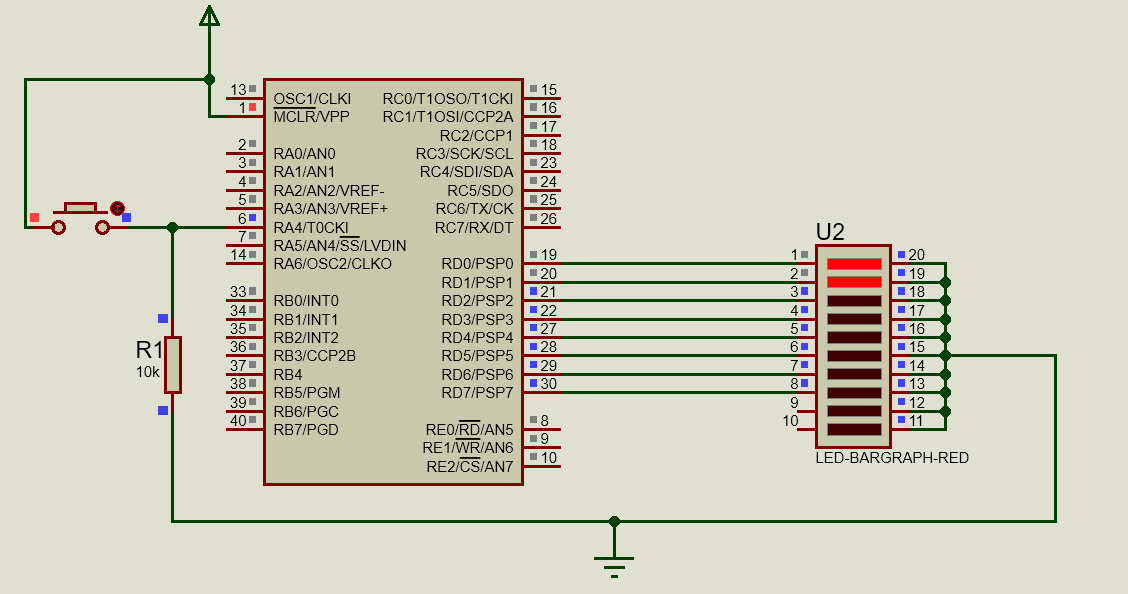 13 OSC1/CLKI RC0/T1OSO/T1CKI 15
1 MCLR/VPP RC1/T1OSI/CCP2A 16
RC2/CCP1 17
2 RA0/AN0 RC3/SCK/SCL 18
3 RA1/AN1 RC4/SDI/SDA 23
4 RA2/AN2/VREF- RC5/SDO 24
5 RA3/AN3/VREF+ RC6/TX/CK 25
6 RA4/T0CKI RC7/RX/DT 26
7 RA5/AN4/SS/LVDIN
14 RA6/OSC2/CLKO RD0/PSP0 19
RD1/PSP1 20
33 RB0/INT0 RD2/PSP2 21
34 RB1/INT1 RD3/PSP3 22
35 RB2/INT2 RD4/PSP4 27
36 RB3/CCP2B RD5/PSP5 28
37 RB4 RD6/PSP6 29
38 RB5/PGM RD7/PSP7 30
39 RB6/PGC
40 RB7/PGD RE0/RD/AN5 8
RE1/WR/AN6 9
RE2/CS/AN7 10
R1
10k
U2
1 20
2 19
3 18
4 17
5 16
6 15
7 14
8 13
9 12
10 11
LED-BARGRAPH-RED